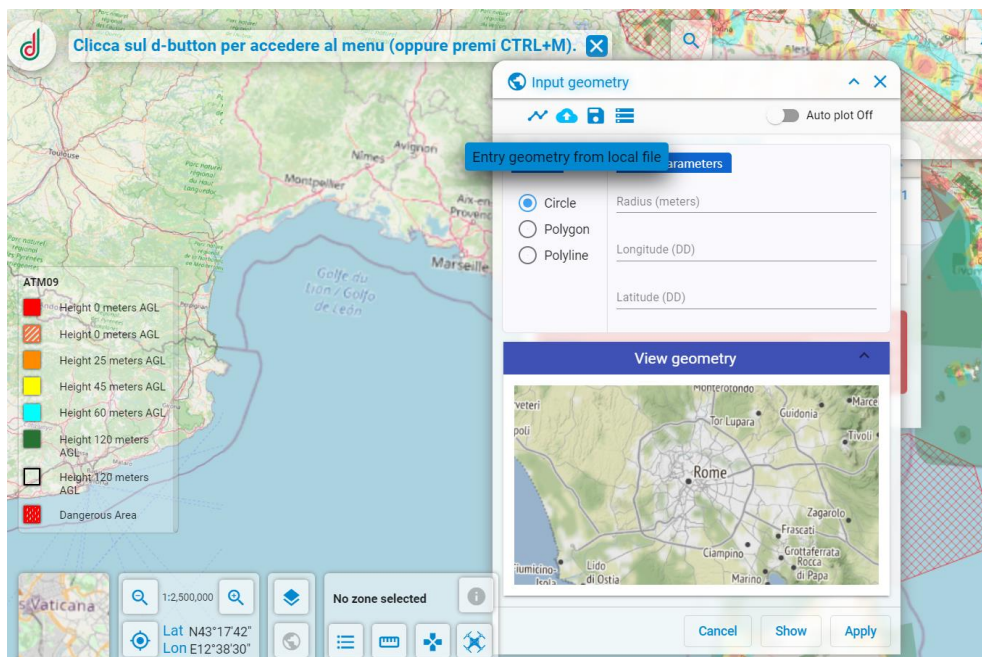 Clicca sul d-button per accedere al menu (oppure premi CTRL+M).
Input geometry
Auto plot Off
Entry geometry from local file
Circle
Radius (meters)
Polygon
Polyline
Longitude (DD)
Latitude (DD)
View geometry
Monterotondo
Tor Lupara
Guidonia
Tivoli
Rome
Zagarolo
Frascati
Ciampino
Grottaferrata
Rocca
di Papa
Lido
di Ostia
Marino
Cancel
Show
Apply
Toulouse
Nimes
Avignon
Montpellier
Aix-en-
Provence
Marseille
Golfe du
Lion / Golfo
de León
ATM09
Height 0 meters AGL
Height 0 meters AGL
Height 25 meters AGL
Height 45 meters AGL
Height 60 meters AGL
Height 120 meters
AGL
Height 120 meters
AGL
Dangerous Area
Vaticana
1:2,500,000
Lat N43°17'42"
Lon E12°38'30"
No zone selected